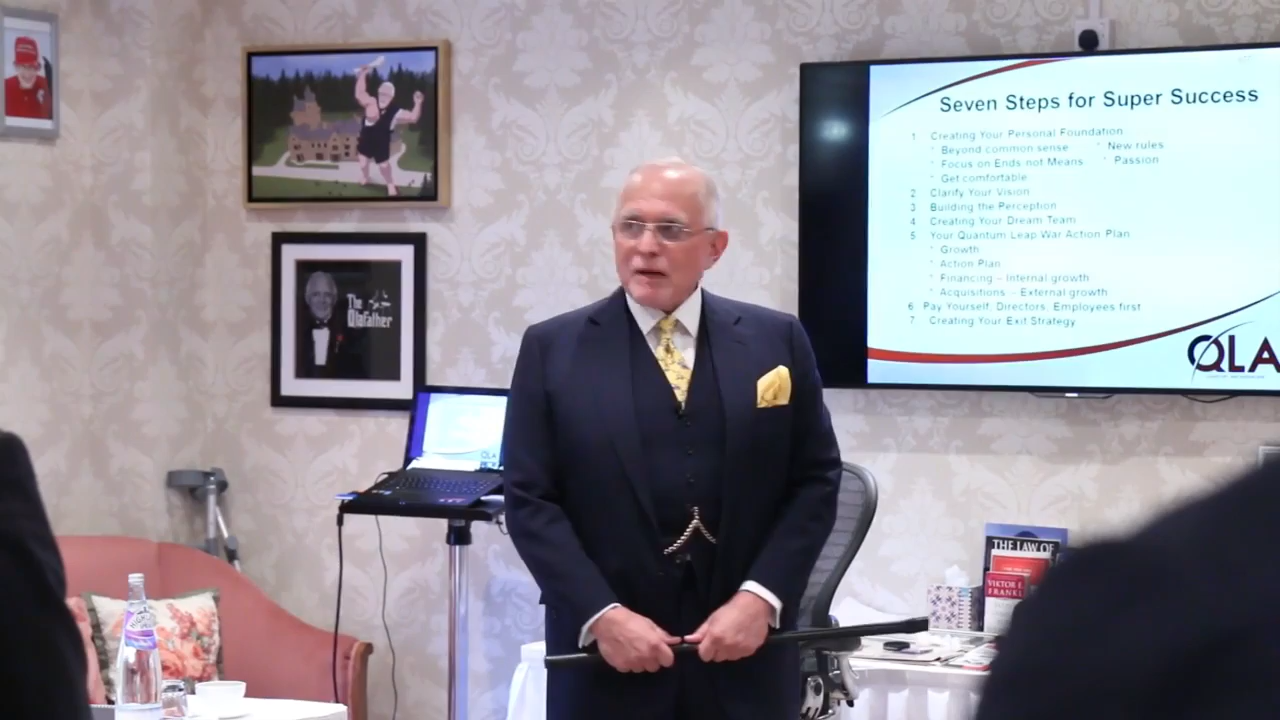 Seven Steps for Super Success
1 Creating Your Personal Foundation
* Beyond common sense * New rules
* Focus on Ends not Means * Passion
* Get comfortable
2 Clarify Your Vision
3 Building the Perception
4 Creating Your Dream Team
5 Your Quantum Leap War Action Plan
* Growth
* Action Plan
* Financing – Internal growth
* Acquisitions – External growth
6 Pay Yourself, Directors, Employees first
7 Creating Your Exit Strategy
QLA
The
Qlafather
QLA
THE LAW OF
VIKTOR E.
FRANKL
HIGHLAND
SPRING